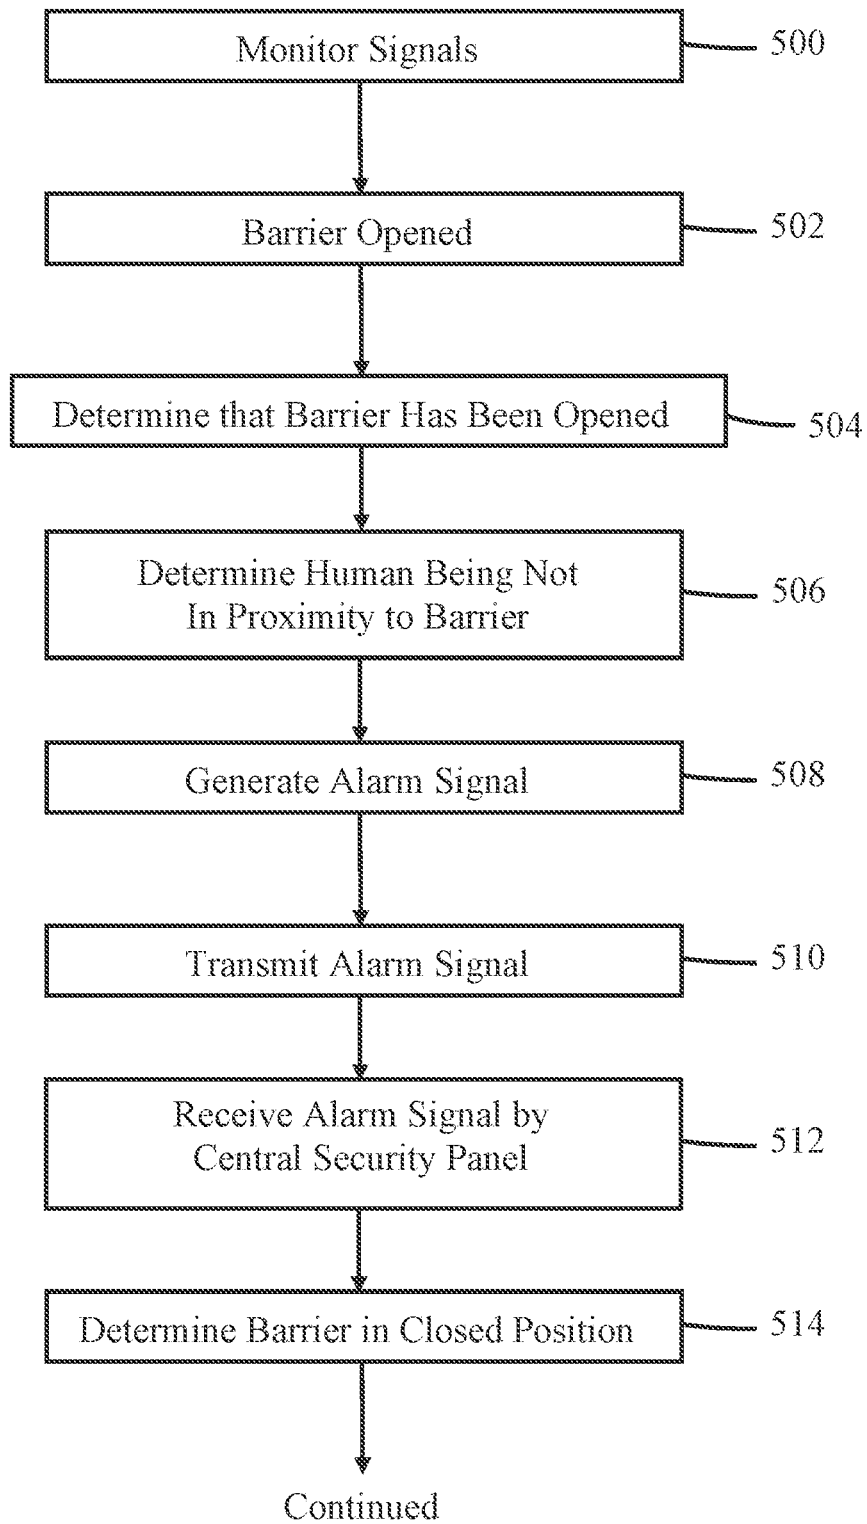 Monitor Signals
500
Barrier Opened
502
Determine that Barrier Has Been Opened
504
Determine Human Being Not
In Proximity to Barrier
506
Generate Alarm Signal
508
Transmit Alarm Signal
510
Receive Alarm Signal by
Central Security Panel
512
Determine Barrier in Closed Position
514
Continued